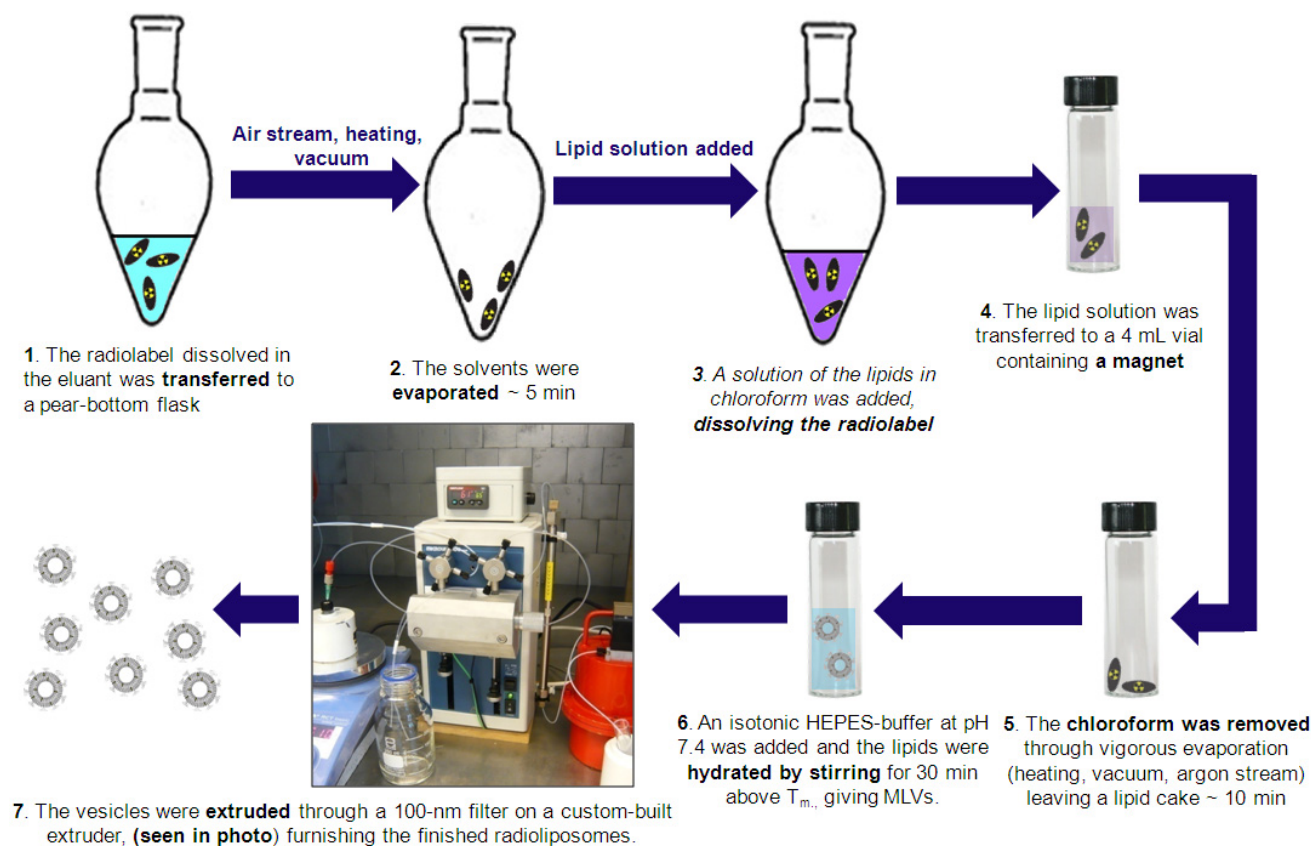 Air stream, heating,
vacuum
Lipid solution added
1. The radiolabel dissolved in
the eluant was transferred to
a pear-bottom flask
2. The solvents were
evaporated ~ 5 min
3. A solution of the lipids in
chloroform was added,
dissolving the radiolabel
4. The lipid solution was
transferred to a 4 mL vial
containing a magnet
5. The chloroform was removed
through vigorous evaporation
(heating, vacuum, argon stream)
leaving a lipid cake ~ 10 min
6. An isotonic HEPES-buffer at pH
7.4 was added and the lipids were
hydrated by stirring for 30 min
above Tm., giving MLVs.
7. The vesicles were extruded through a 100-nm filter on a custom-built
extruder, (seen in photo) furnishing the finished radioliposomes.